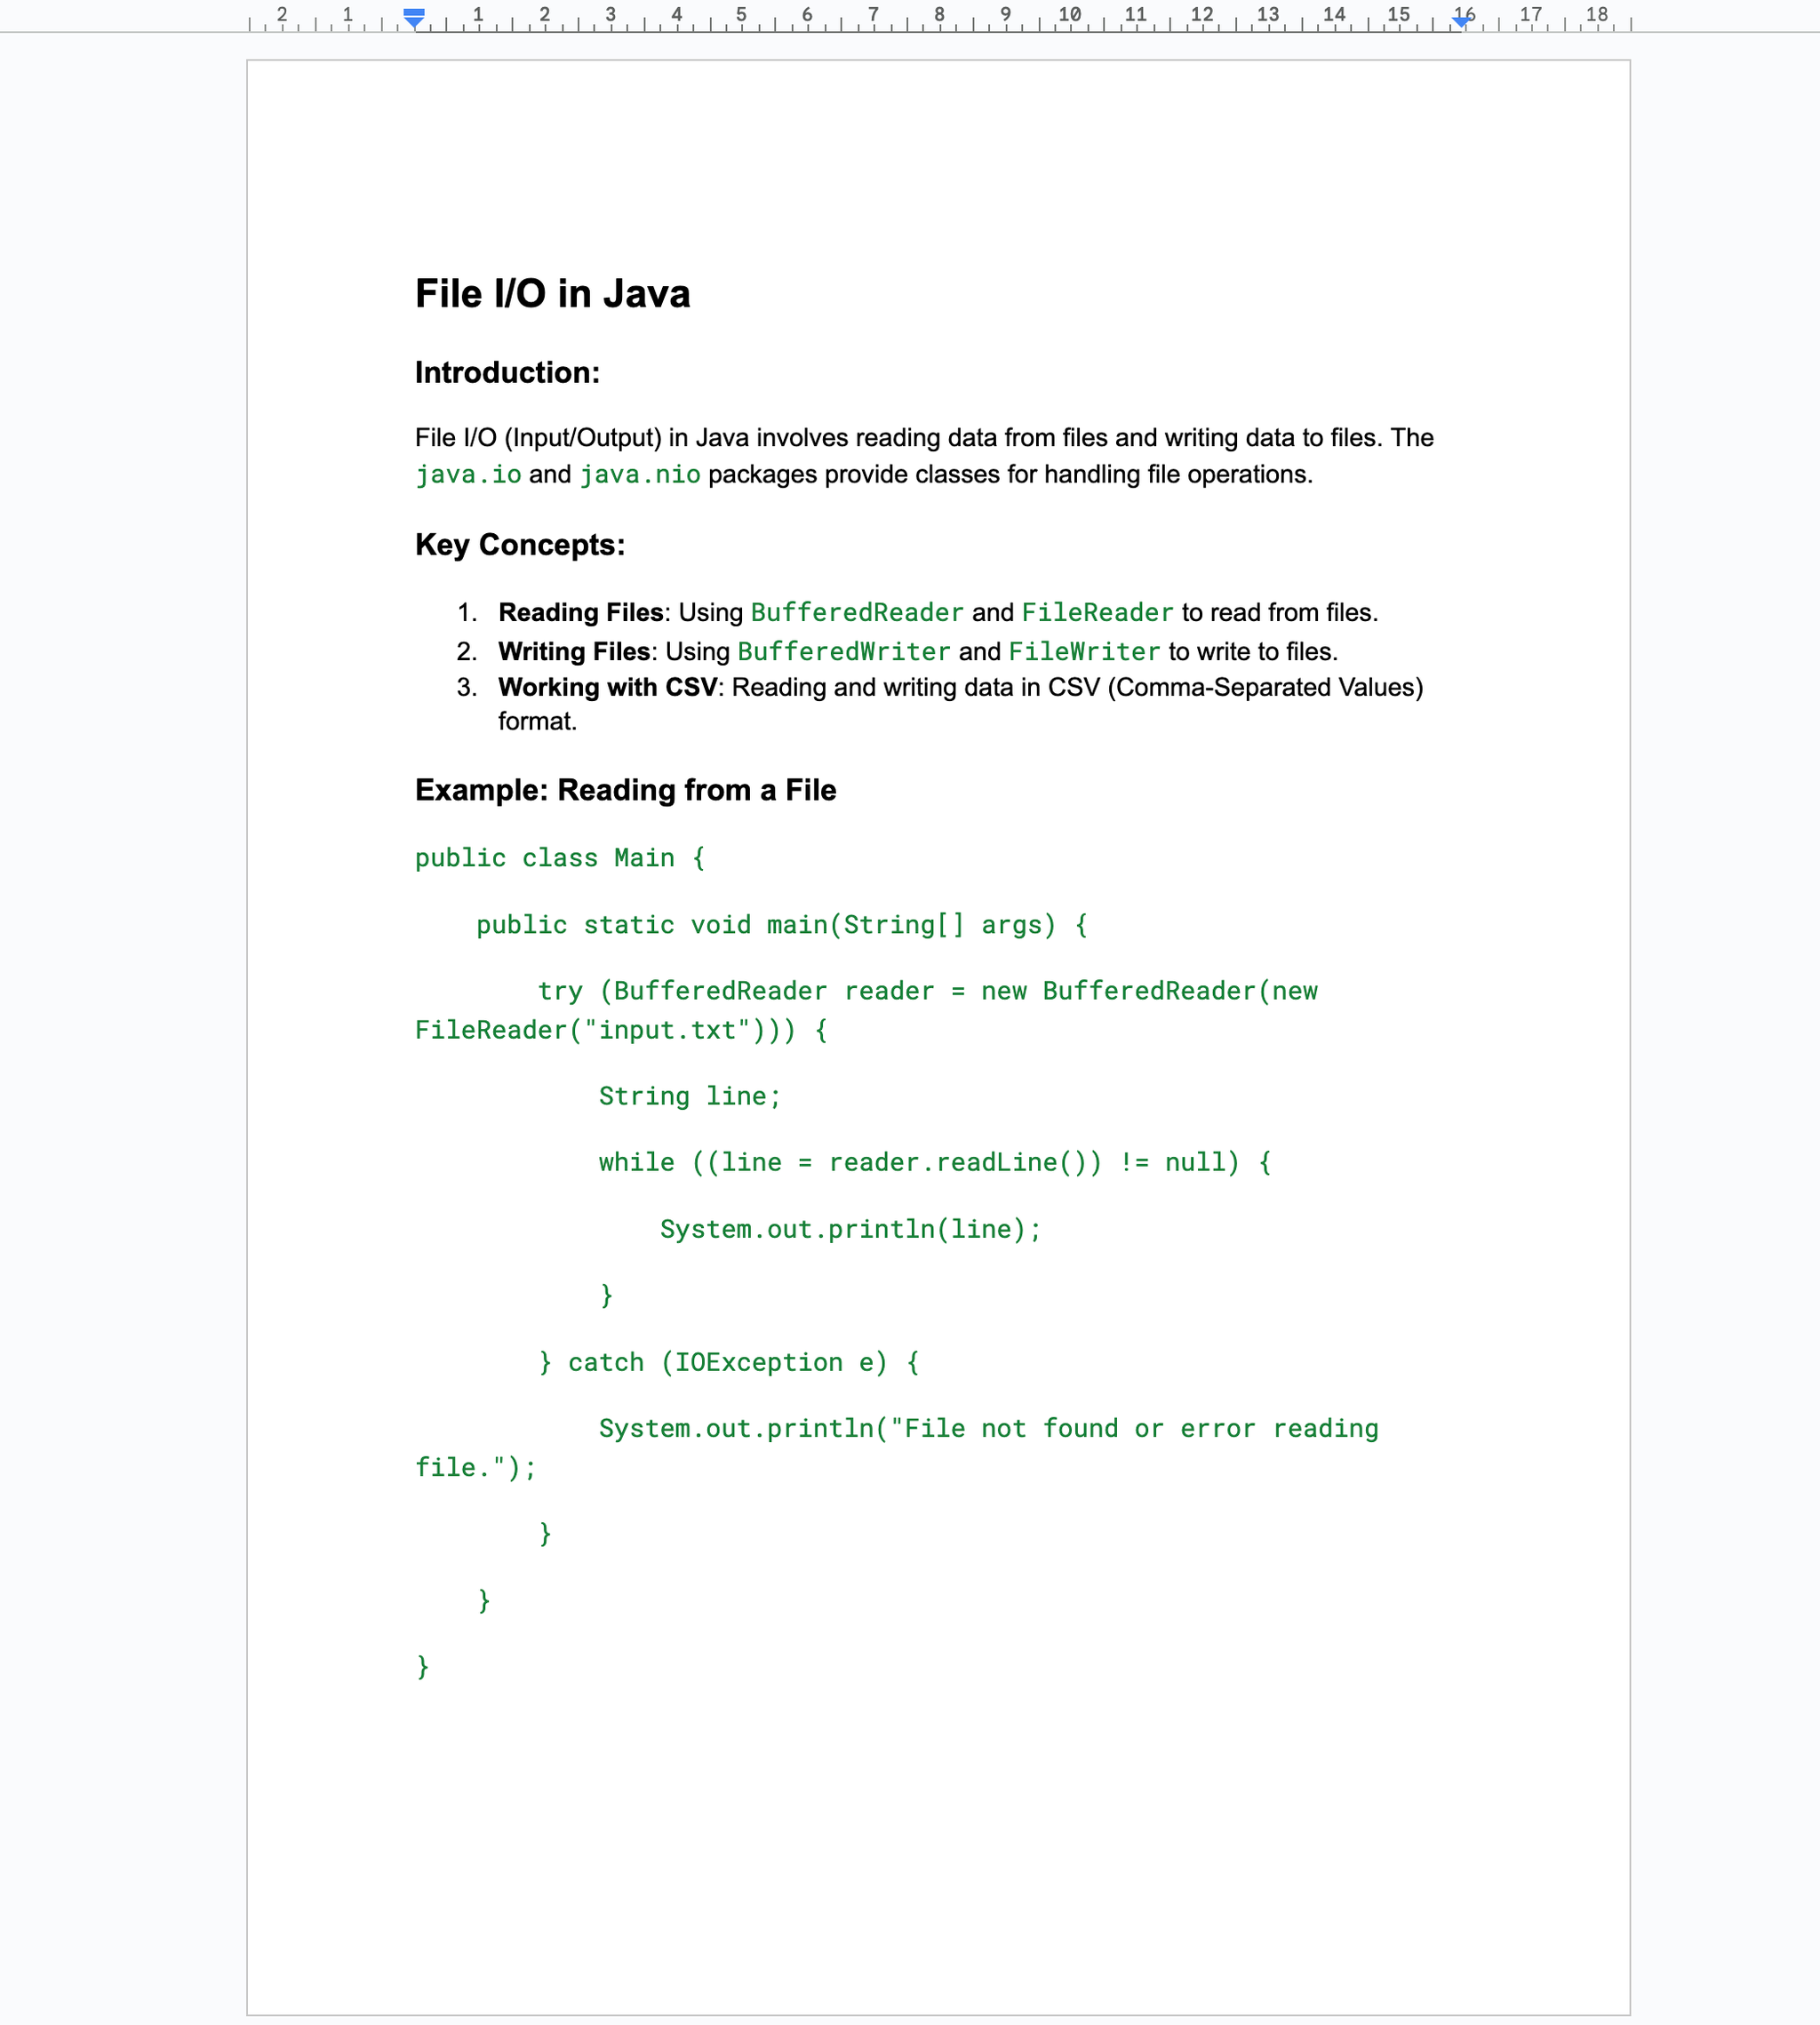 2 1 1 2 3 4 5 6 7 8 9 10 11 12 13 14 15 16 17 18
File I/O in Java
Introduction:
File I/O (Input/Output) in Java involves reading data from files and writing data to files. The
java.io and java.nio packages provide classes for handling file operations.
Key Concepts:
1. Reading Files: Using BufferedReader and FileReader to read from files.
2. Writing Files: Using BufferedWriter and FileWriter to write to files.
3. Working with CSV: Reading and writing data in CSV (Comma-Separated Values)
format.
Example: Reading from a File
public class Main {
    public static void main(String[] args) {
        try (BufferedReader reader = new BufferedReader(new
FileReader("input.txt"))) {
            String line;
            while ((line = reader.readLine()) != null) {
                System.out.println(line);
            }
        } catch (IOException e) {
            System.out.println("File not found or error reading
file.");
        }
    }
}